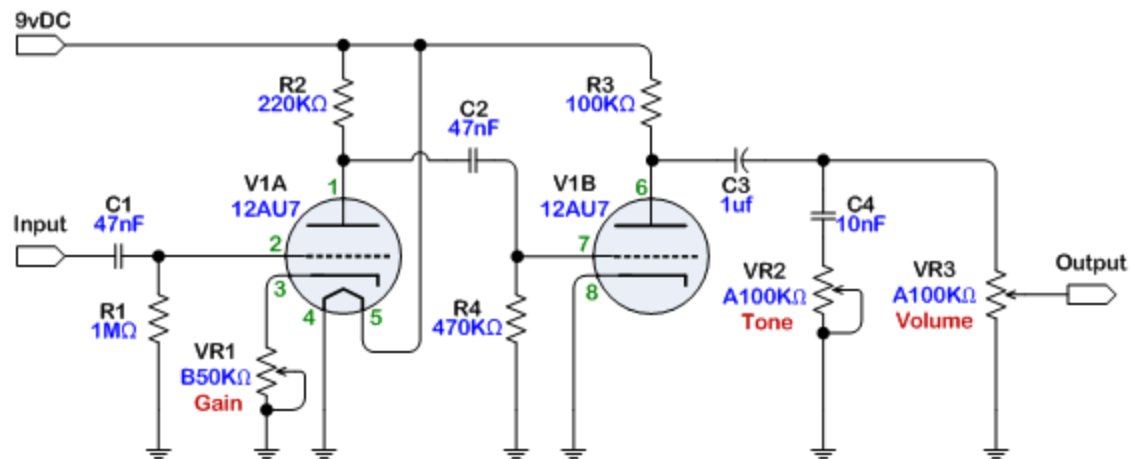 9vDC
R2
220KΩ
R3
100KΩ
C2
47nF
V1A
12AU7
1
V1B
12AU7
6
C3
1uf
C4
10nF
Input
C1
47nF
2
3
4
5
7
8
R1
1MΩ
R4
470KΩ
VR1
B50KΩ
Gain
VR2
A100KΩ
Tone
VR3
A100KΩ
Volume
Output